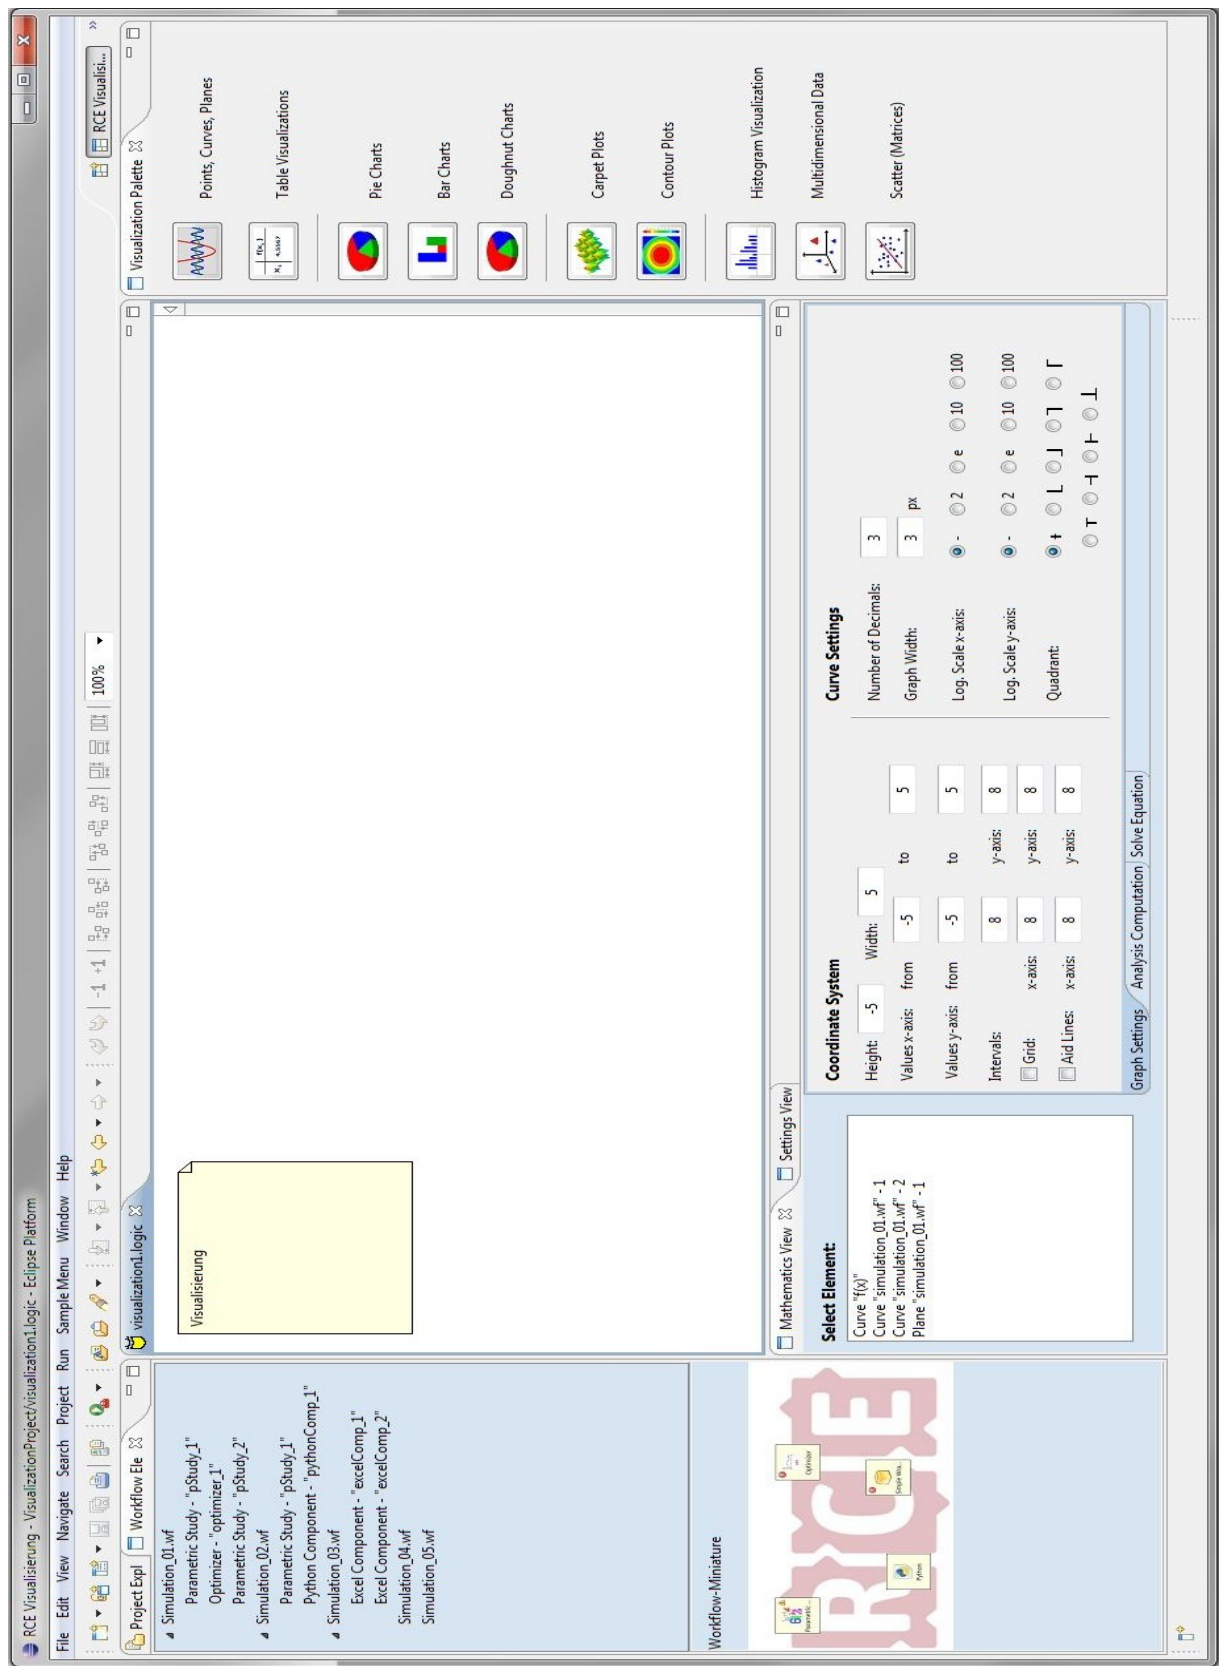 RCE Visualisierung - VisualizationProject/visualization1.logic - Eclipse Platform
File Edit View Navigate Search Project Run Sample Menu Window Help
-1 +1 100%
RCE Visualisi...
Project Expl Workflow Ele
Simulation_01.wf
Parametric Study - "pStudy_1"
Optimizer - "optimizer_1"
Parametric Study - "pStudy_2"
Simulation_02.wf
Parametric Study - "pStudy_1"
Python Component - "pythonComp_1"
Simulation_03.wf
Excel Component - "excelComp_1"
Excel Component - "excelComp_2"
Simulation_04.wf
Simulation_05.wf
Workflow-Miniature
RCE
Parametric ...
Python
Simple Wra...
Optimizer
visualization1.logic
Visualisierung
Visualization Palette
Points, Curves, Planes
Table Visualizations
Pie Charts
Bar Charts
Doughnut Charts
Carpet Plots
Contour Plots
Histogram Visualization
Multidimensional Data
Scatter (Matrices)
Mathematics View Settings View
Select Element:
Curve "f(x)"
Curve "simulation_01.wf" - 1
Curve "simulation_01.wf" - 2
Plane "simulation_01.wf" - 1
Coordinate System
Height: -5 Width: 5
Values x-axis: from -5 to 5
Values y-axis: from -5 to 5
Intervals: 8 y-axis: 8
Grid: x-axis: 8 y-axis: 8
Aid Lines: x-axis: 8 y-axis: 8
Curve Settings
Number of Decimals: 3
Graph Width: 3 px
Log. Scale x-axis: - 2 e 10 100
Log. Scale y-axis: - 2 e 10 100
Quadrant:
Graph Settings Analysis Computation Solve Equation